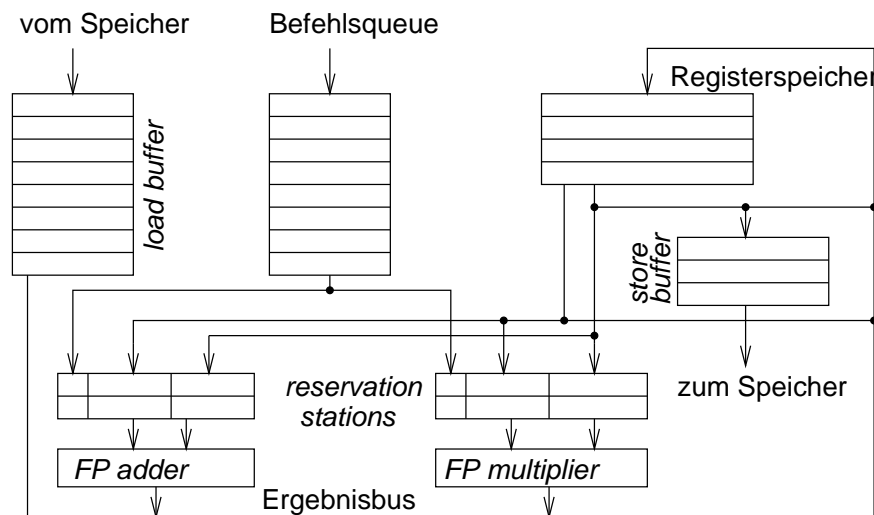 vom Speicher
Befehlsqueue
Registerspeicher
load buffer
store
buffer
reservation
stations
zum Speicher
FP adder
FP multiplier
Ergebnisbus